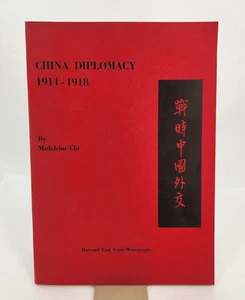 CHINA DIPLOMACY
1914-1918
By
Madeleine Chi
戰時中國外交
Harvard East Asian Monographs